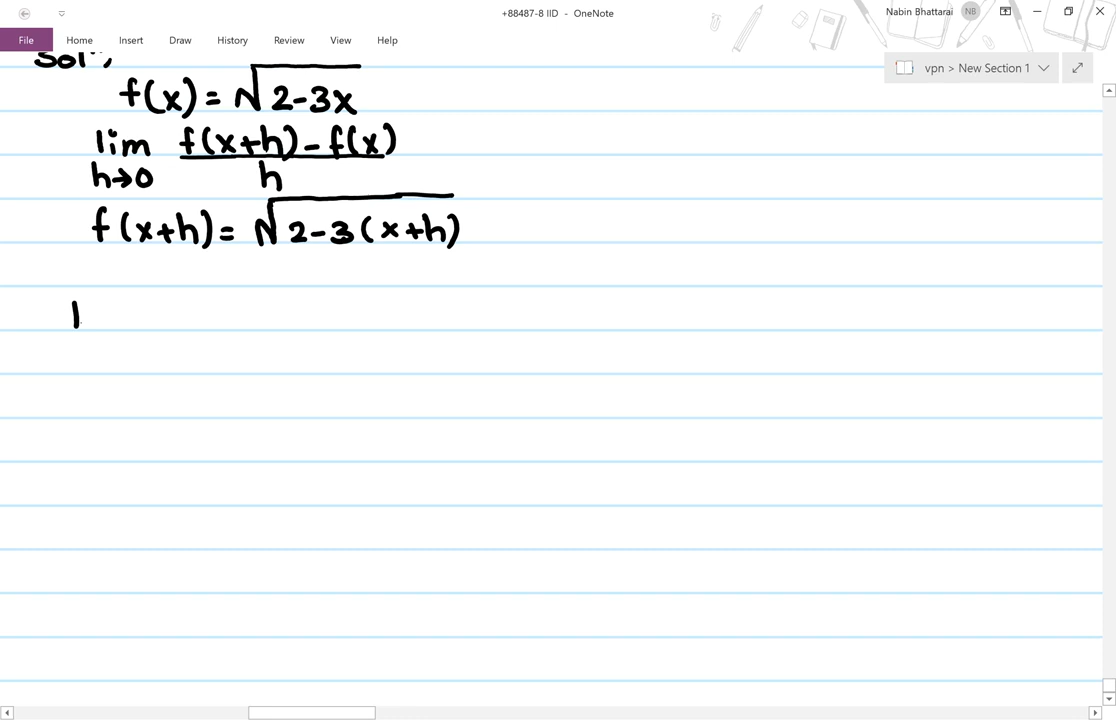 +88487-8 IID - OneNote
Nabin Bhattarai NB
File Home Insert Draw History Review View Help
vpn > New Section 1
Solⁿ,
f(x) = √(2-3x)
lim f(x+h) - f(x)
h→0 h
f(x+h) = √(2-3(x+h))